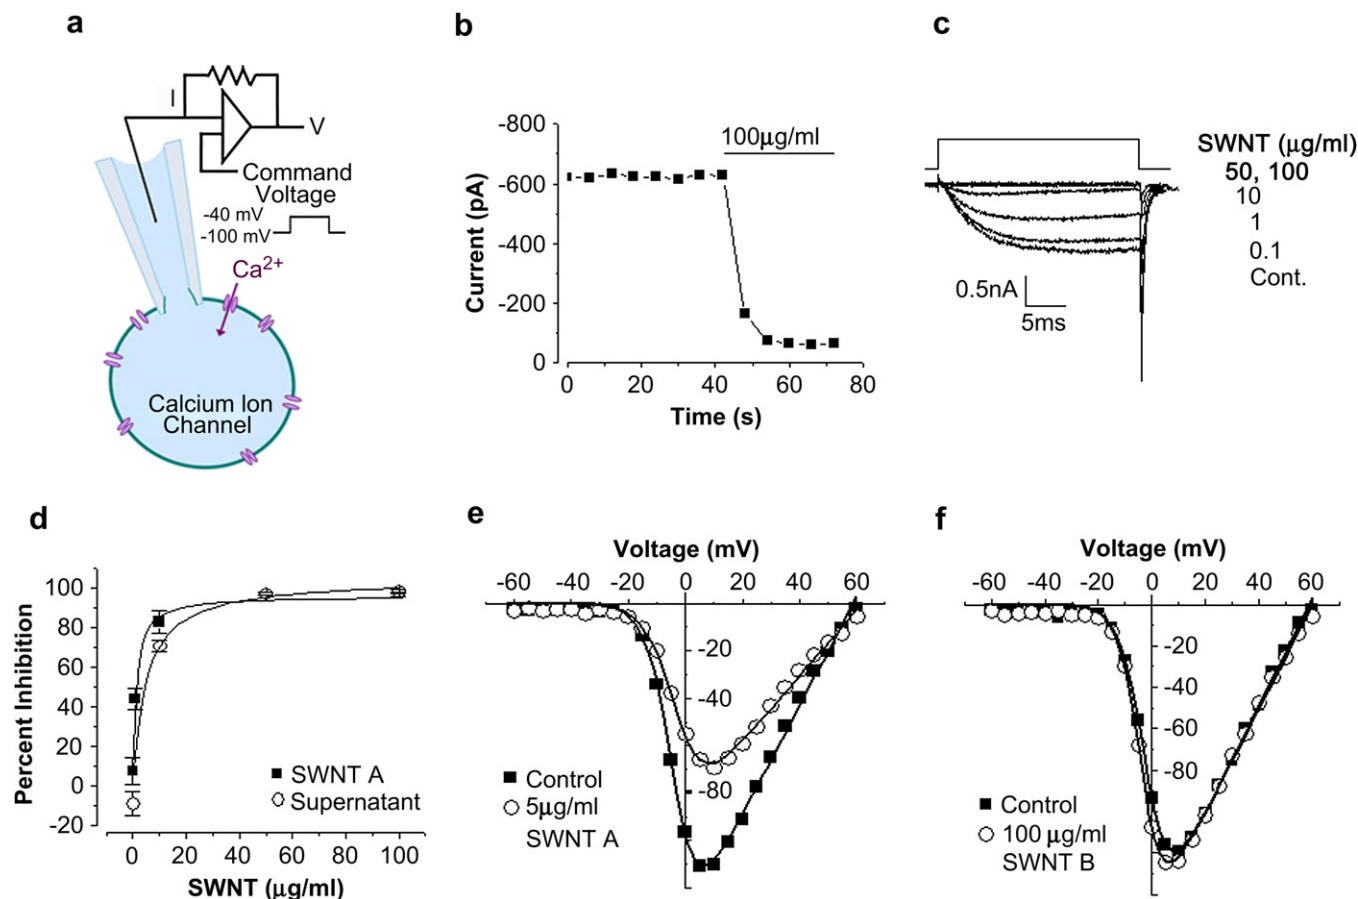 a
I
V
Command
Voltage
-40 mV
-100 mV
Ca2+
Calcium Ion
Channel
b
100µg/ml
-800
-600
-400
-200
0
Current (pA)
0 20 40 60 80
Time (s)
c
SWNT (µg/ml)
50, 100
10
1
0.1
Cont.
0.5nA
5ms
d
100
80
60
40
20
0
-20
Percent Inhibition
SWNT A
Supernatant
0 20 40 60 80 100
SWNT (µg/ml)
e
Voltage (mV)
-60 -40 -20 0 20 40 60
-20
-40
-80
Control
5µg/ml
SWNT A
f
Voltage (mV)
-60 -40 -20 0 20 40 60
-20
-40
-60
-80
Control
100 µg/ml
SWNT B